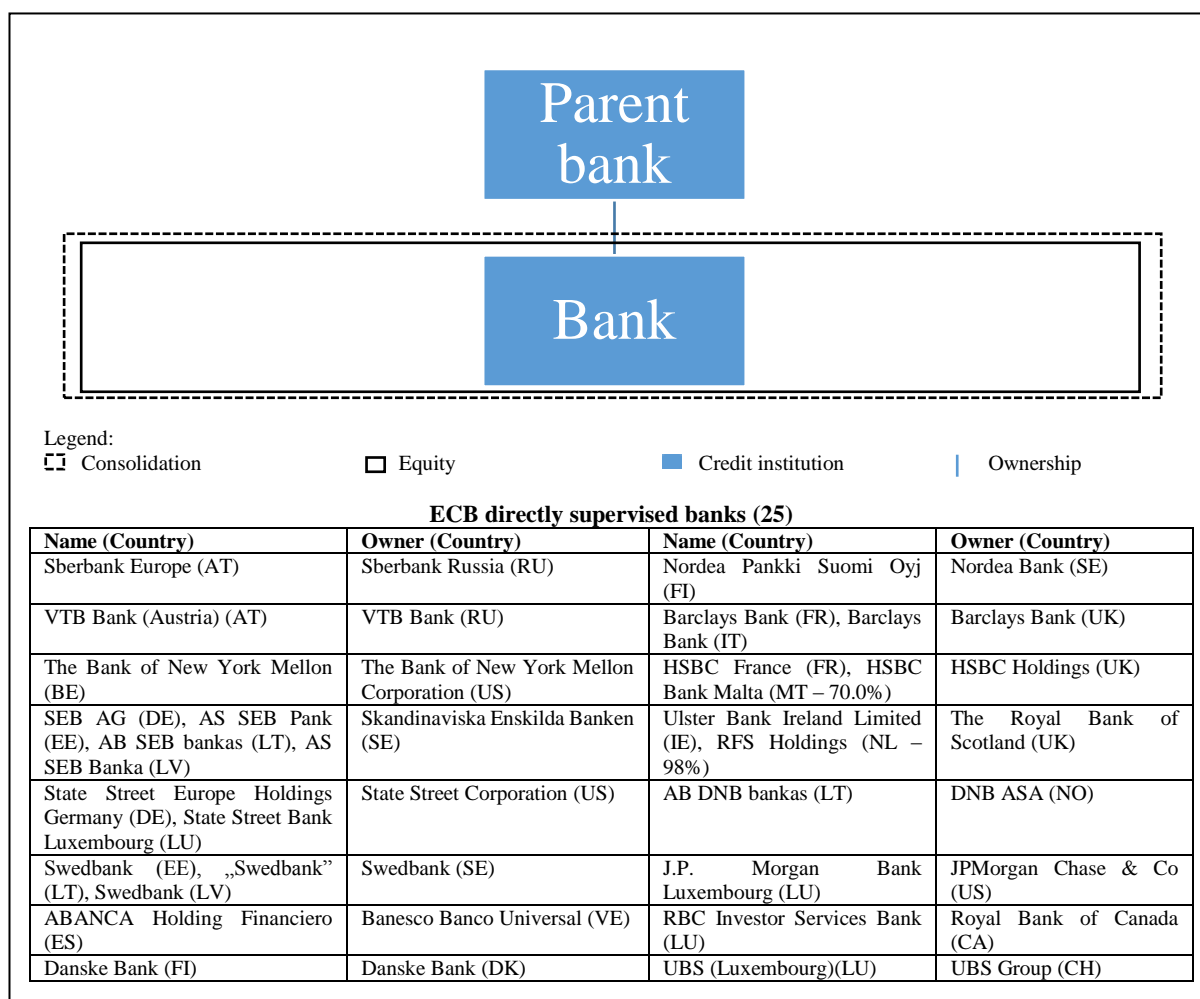 Parent
bank
Bank
Legend:
Consolidation Equity Credit institution Ownership
ECB directly supervised banks (25)
Name (Country) Owner (Country) Name (Country) Owner (Country)
Sberbank Europe (AT) Sberbank Russia (RU) Nordea Pankki Suomi Oyj
(FI) Nordea Bank (SE)
VTB Bank (Austria) (AT) VTB Bank (RU) Barclays Bank (FR), Barclays
Bank (IT) Barclays Bank (UK)
The Bank of New York Mellon
(BE) The Bank of New York Mellon
Corporation (US) HSBC France (FR), HSBC
Bank Malta (MT – 70.0%) HSBC Holdings (UK)
SEB AG (DE), AS SEB Pank
(EE), AB SEB bankas (LT), AS
SEB Banka (LV) Skandinaviska Enskilda Banken
(SE) Ulster Bank Ireland Limited
(IE), RFS Holdings (NL –
98%) The Royal Bank of
Scotland (UK)
State Street Europe Holdings
Germany (DE), State Street Bank
Luxembourg (LU) State Street Corporation (US) AB DNB bankas (LT) DNB ASA (NO)
Swedbank (EE), „Swedbank”
(LT), Swedbank (LV) Swedbank (SE) J.P. Morgan Bank
Luxembourg (LU) JPMorgan Chase & Co
(US)
ABANCA Holding Financiero
(ES) Banesco Banco Universal (VE) RBC Investor Services Bank
(LU) Royal Bank of Canada
(CA)
Danske Bank (FI) Danske Bank (DK) UBS (Luxembourg)(LU) UBS Group (CH)